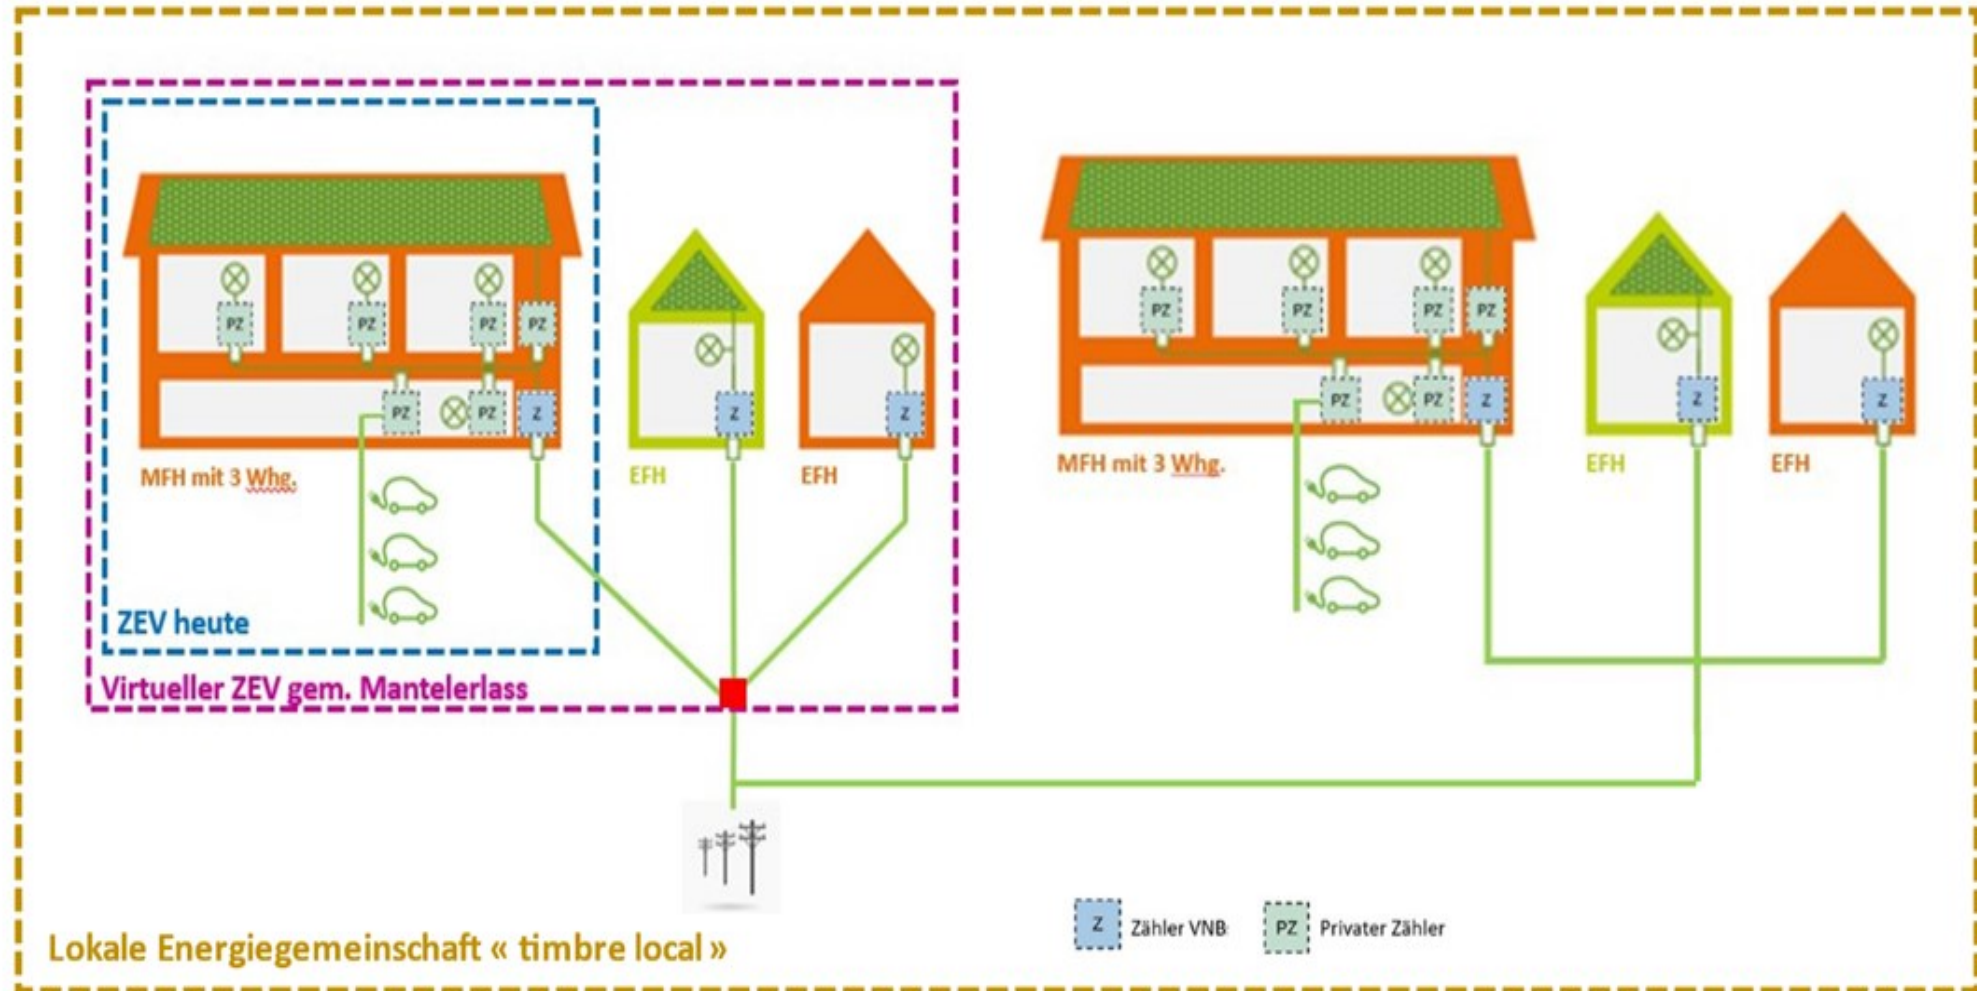 PZ PZ PZ PZ
PZ PZ Z
Z
Z
MFH mit 3 Whg.
EFH
EFH
ZEV heute
Virtueller ZEV gem. Mantelerlass
PZ PZ PZ PZ
PZ PZ Z
Z
Z
MFH mit 3 Whg.
EFH
EFH
Z Zähler VNB
PZ Privater Zähler
Lokale Energiegemeinschaft « timbre local »